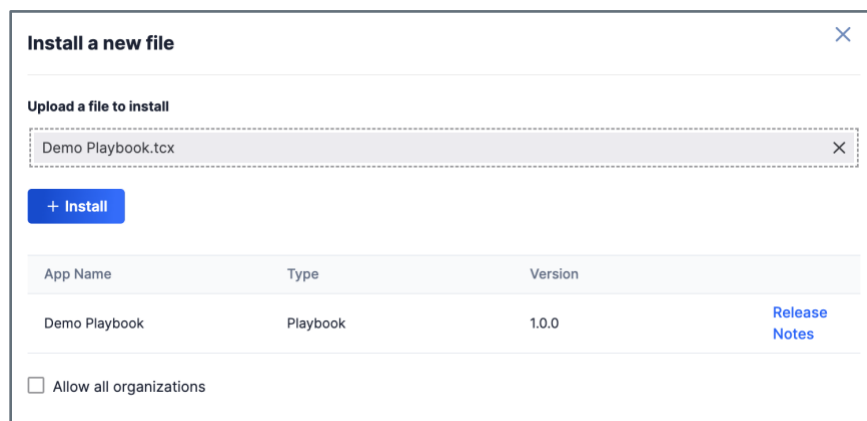 Install a new file
Upload a file to install
Demo Playbook.tcx
+ Install
App Name Type Version
Demo Playbook Playbook 1.0.0 Release
Notes
Allow all organizations